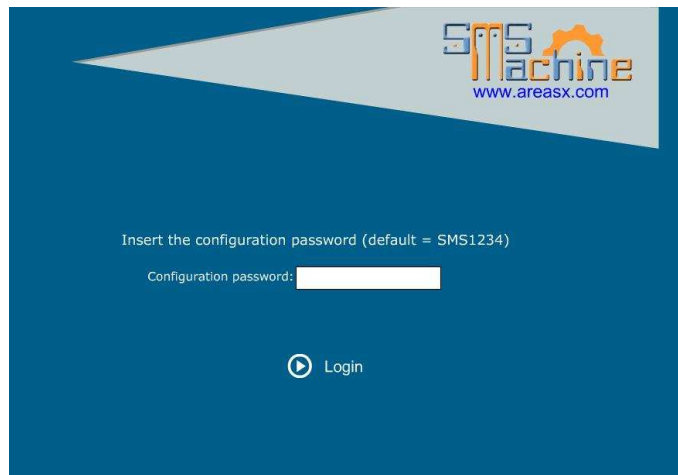 SMS
Machine
www.areasx.com
Insert the configuration password (default = SMS1234)
Configuration password:
Login